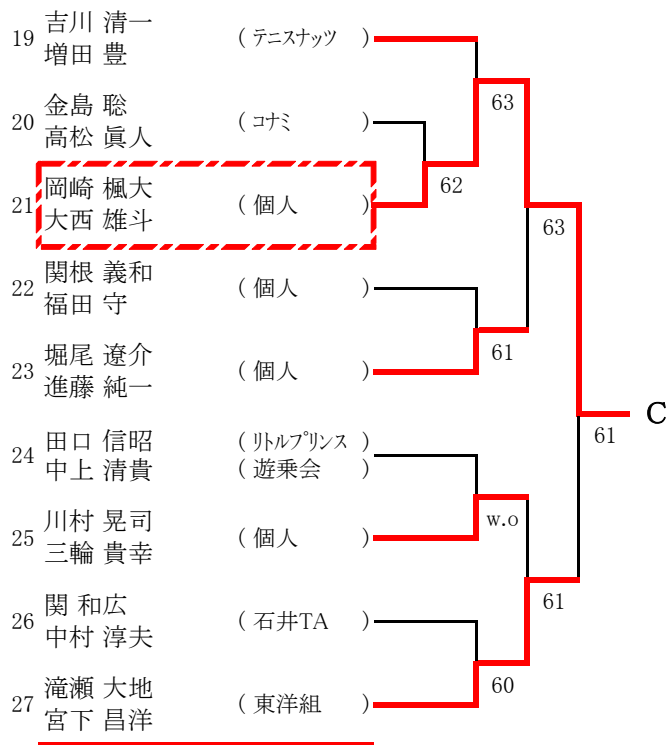 19 吉川 清一 ( テニスナッツ )
増田 豊
63
20 金島 聡 ( コナミ )
高松 眞人
62
21 岡崎 楓大 ( 個人 )
大西 雄斗
63
22 関根 義和 ( 個人 )
福田 守
61
23 堀尾 遼介 ( 個人 )
進藤 純一
61 C
24 田口 信昭 ( リトルプリンス )
中上 清貴 ( 遊乗会 )
w.o
25 川村 晃司 ( 個人 )
三輪 貴幸
61
26 関 和広 ( 石井TA )
中村 淳夫
60
27 滝瀬 大地 ( 東洋組 )
宮下 昌洋